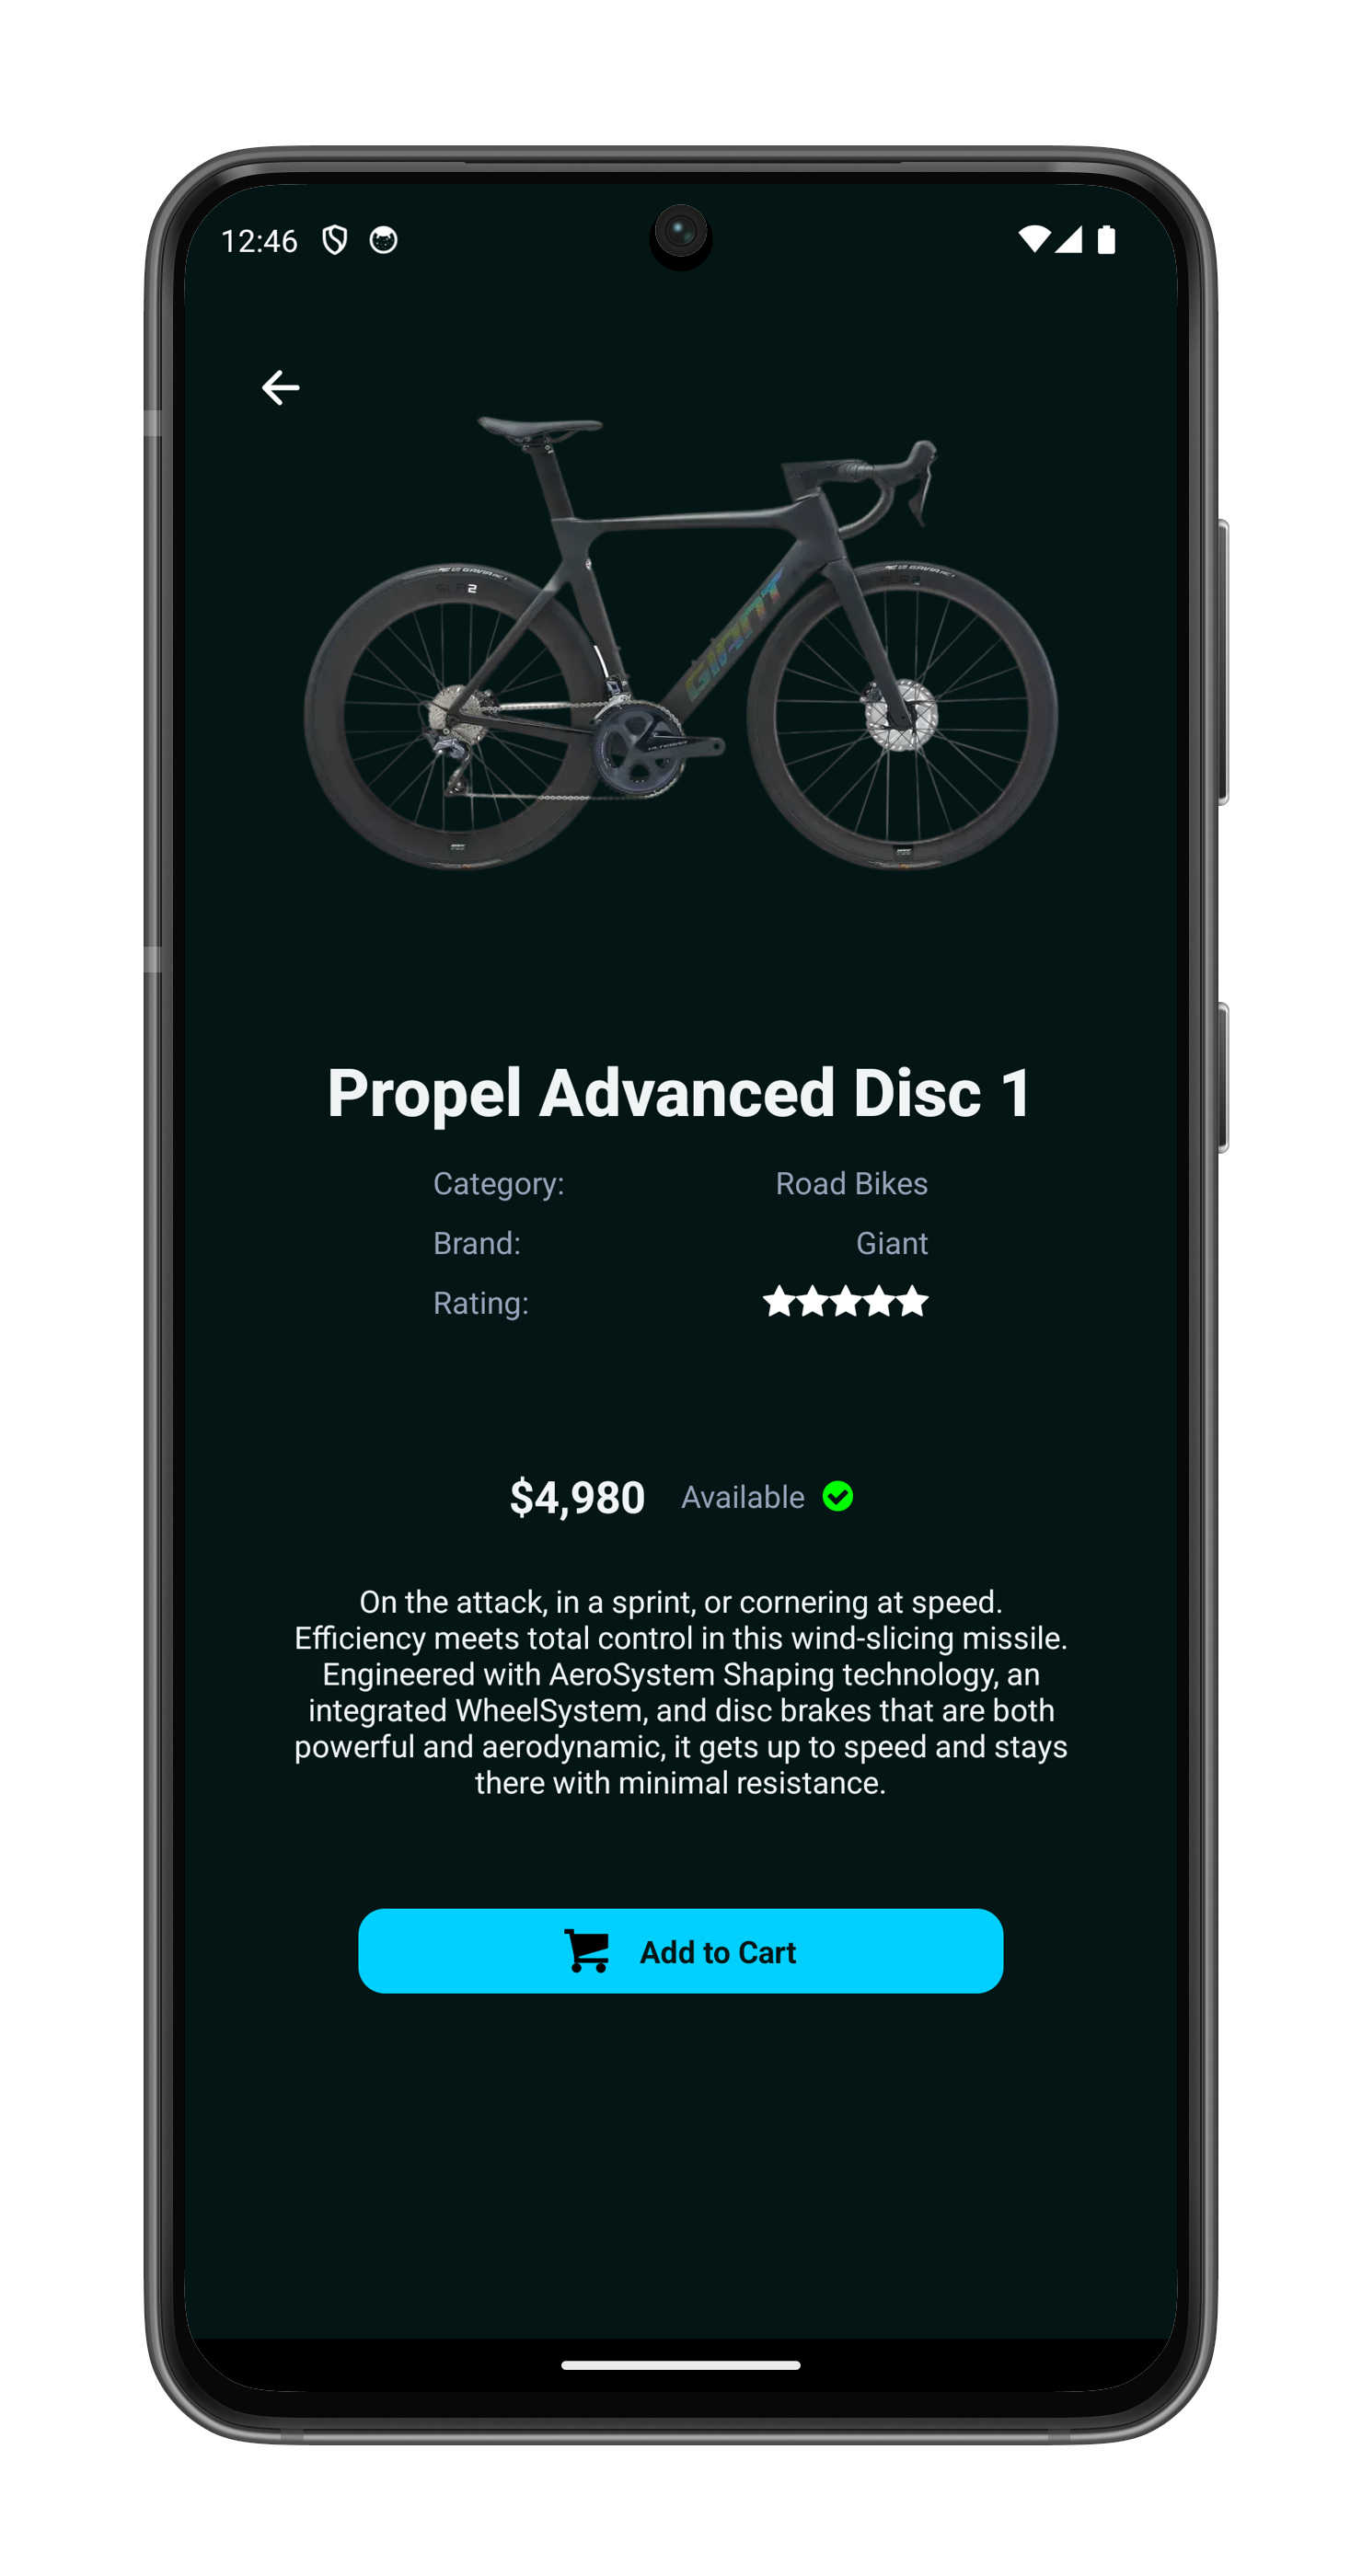 12:46
GIANT
Propel Advanced Disc 1
Category: Road Bikes
Brand: Giant
Rating:
$4,980 Available
On the attack, in a sprint, or cornering at speed.
Efficiency meets total control in this wind-slicing missile.
Engineered with AeroSystem Shaping technology, an
integrated WheelSystem, and disc brakes that are both
powerful and aerodynamic, it gets up to speed and stays
there with minimal resistance.
Add to Cart